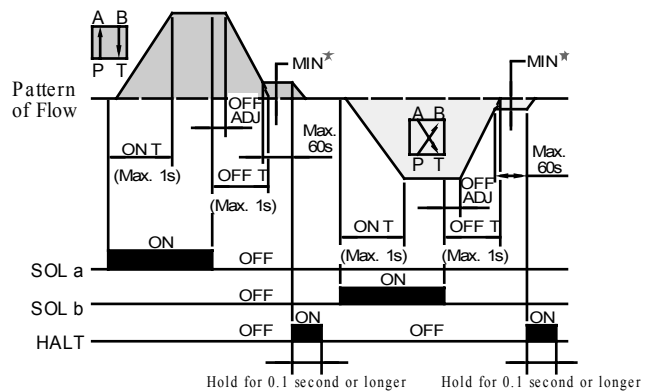 A B
P T
MIN★
Pattern
of Flow
OFF
ADJ
ON T
(Max. 1s)
OFF T
(Max. 1s)
Max.
60s
MIN★
A B
P T
Max.
60s
OFF
ADJ
ON T
(Max. 1s)
OFF T
(Max. 1s)
SOL a
ON
OFF
SOL b
OFF
ON
HALT
OFF
ON
OFF
ON
Hold for 0.1 second or longer
Hold for 0.1 second or longer